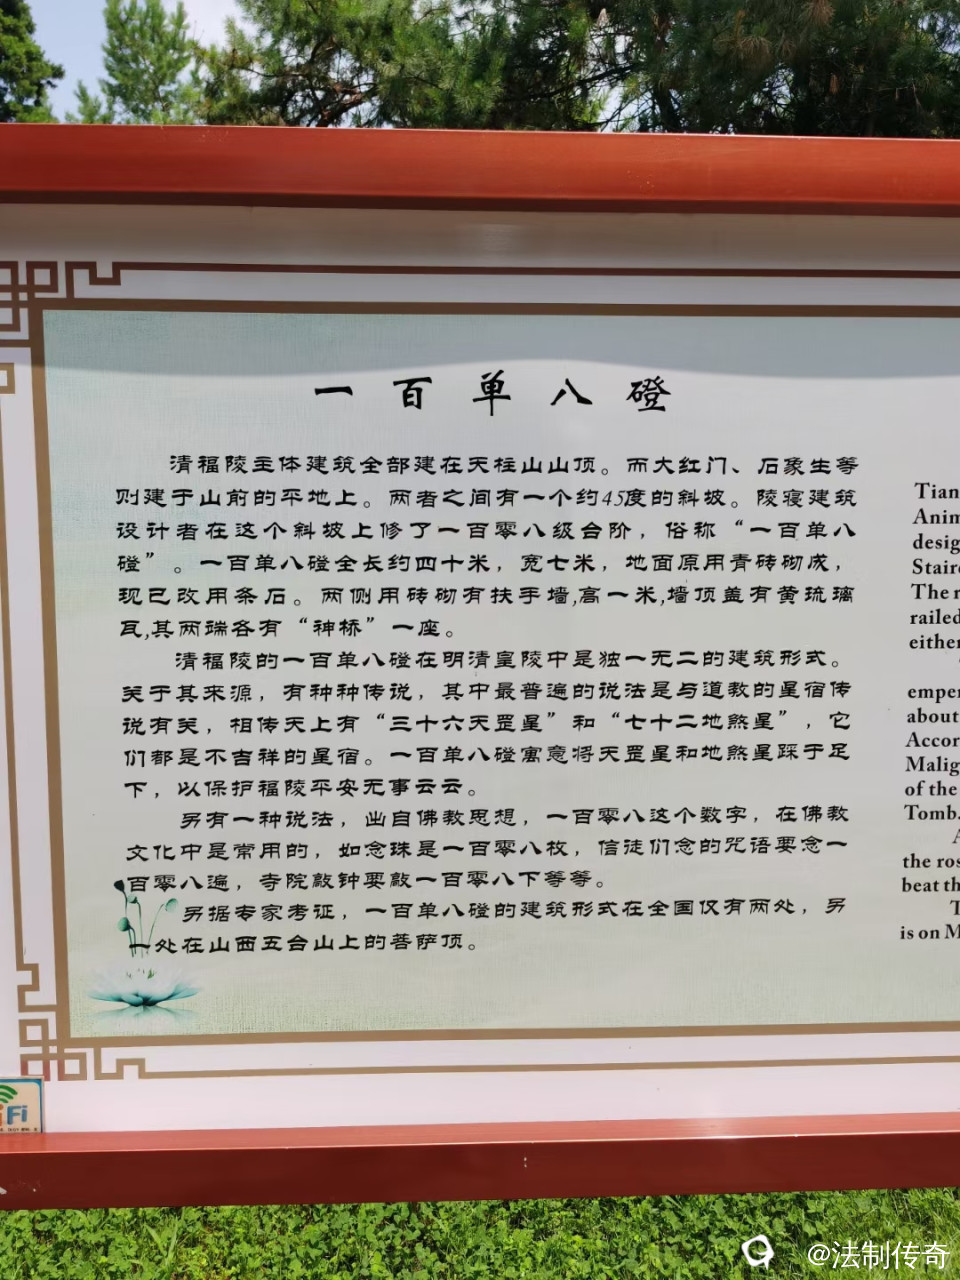 一百单八磴
清福陵主体建筑全部建在天柱山山顶。而大红门、石象生等
则建于山前的平地上。两者之间有一个约45度的斜坡。陵寝建筑
设计者在这个斜坡上修了一百零八级台阶，俗称“一百单八
磴”。一百单八磴全长约四十米，宽七米，地面原用青砖砌成，
现已改用条石。两侧用砖砌有扶手墙,高一米,墙顶盖有黄琉璃
瓦,其两端各有“神桥”一座。
清福陵的一百单八磴在明清皇陵中是独一无二的建筑形式。
关于其来源，有种种传说，其中最普遍的说法是与道教的星宿传
说有关，相传天上有“三十六天罡星”和“七十二地煞星”，它
们都是不吉祥的星宿。一百单八磴寓意将天罡星和地煞星踩于足
下，以保护福陵平安无事云云。
另有一种说法，出自佛教思想，一百零八这个数字，在佛教
文化中是常用的，如念珠是一百零八枚，信徒们念的咒语要念一
百零八遍，寺院敲钟要敲一百零八下等等。
另据专家考证，一百单八磴的建筑形式在全国仅有两处，另
一处在山西五台山上的菩萨顶。
Tian
Anim
desig
Stair
The r
railed
either
emper
about
Accor
Malig
of the
Tomb.
A
the ros
beat th
T
is on M
iFi
@法制传奇